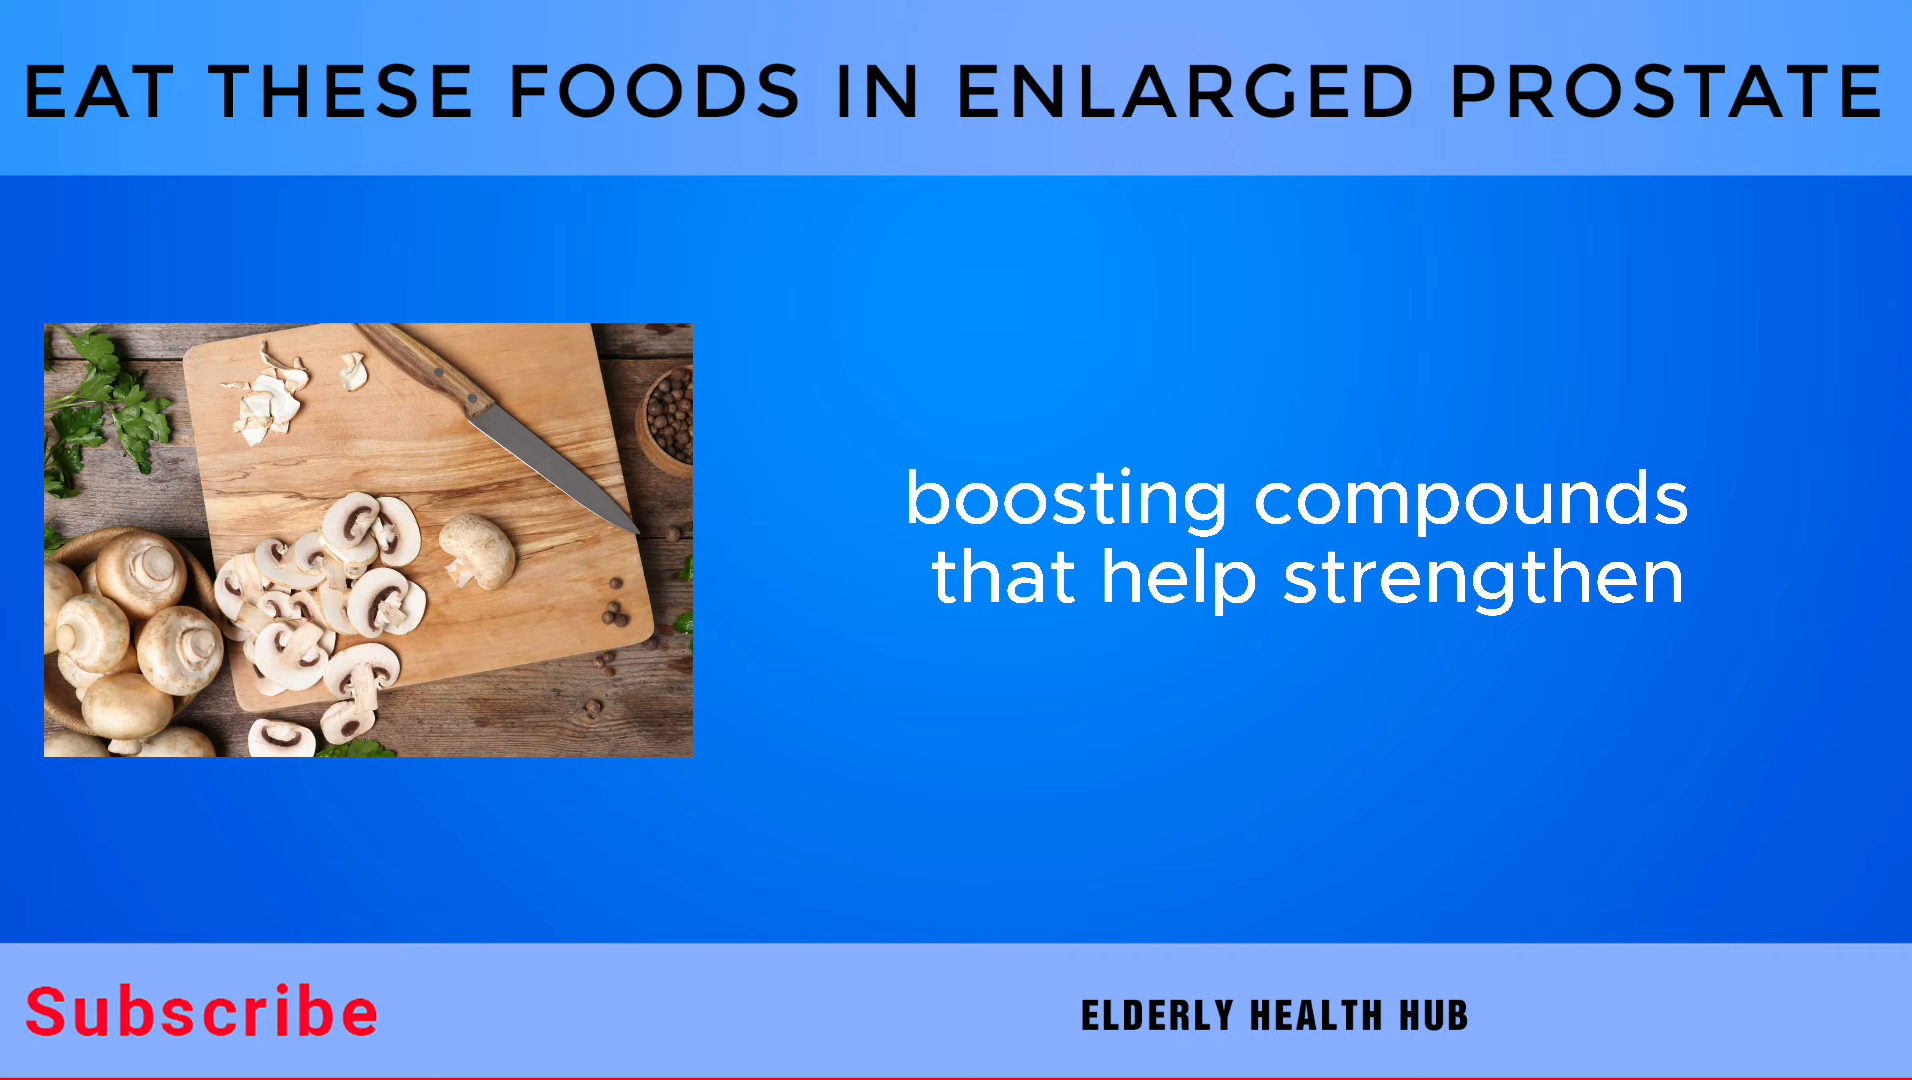 EAT THESE FOODS IN ENLARGED PROSTATE
boosting compounds
that help strengthen
Subscribe
ELDERLY HEALTH HUB